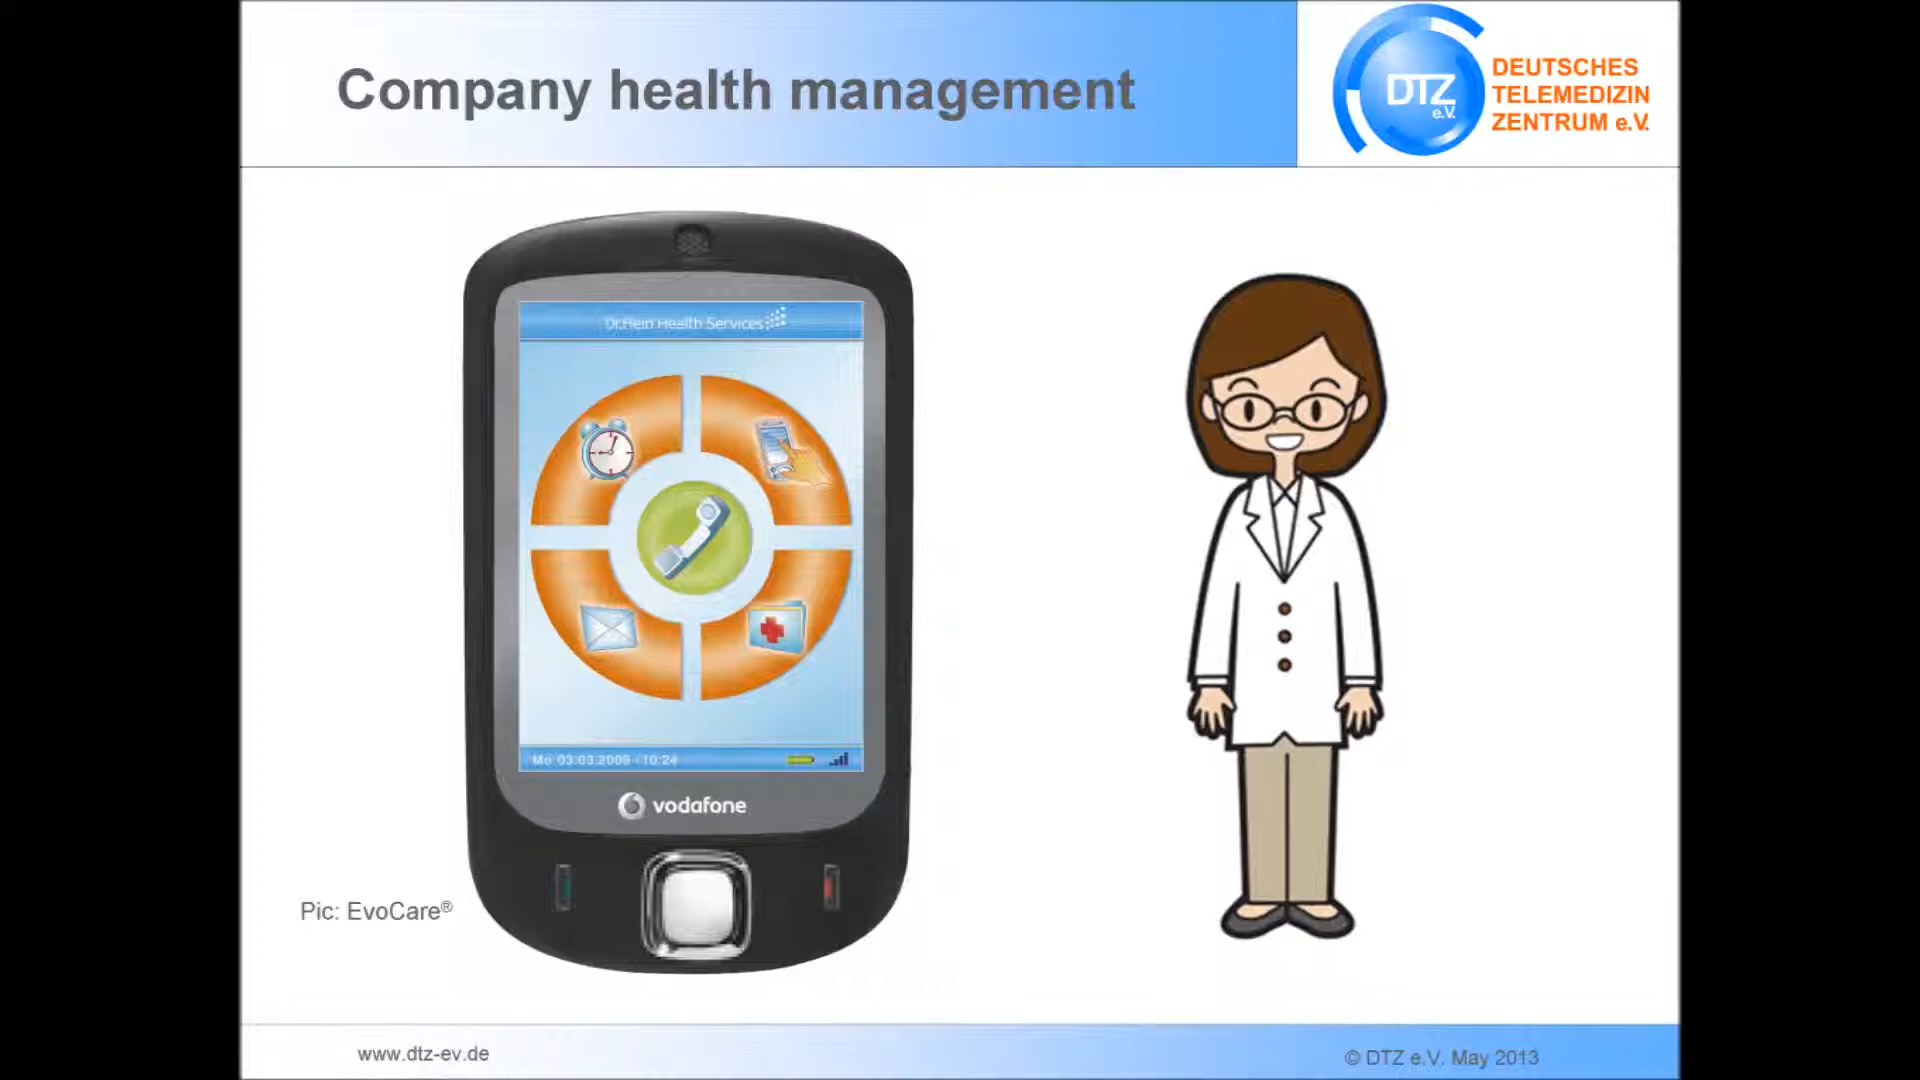 Company health management
DTZ
e.V.
DEUTSCHES
TELEMEDIZIN
ZENTRUM e.V.
Dr.Hein Health Services
Mo 03.03.2008 - 10:24
vodafone
Pic: EvoCare®
www.dtz-ev.de
© DTZ e.V. May 2013